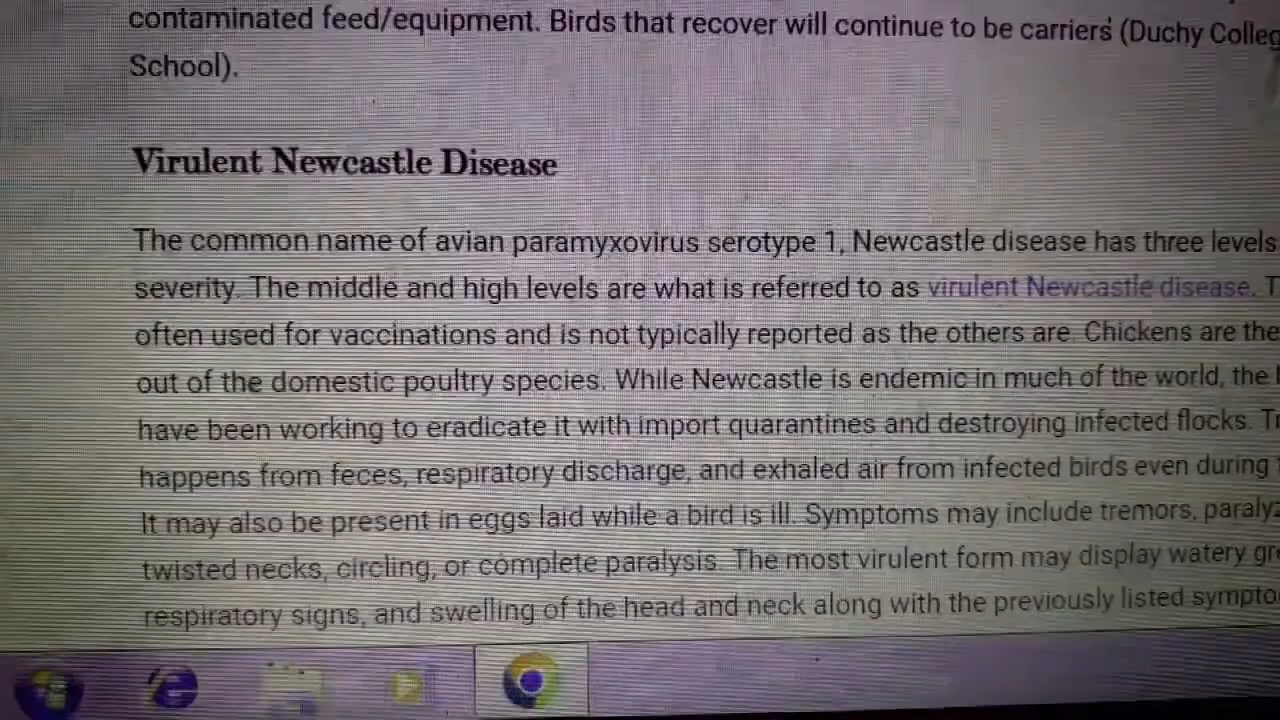 contaminated feed/equipment. Birds that recover will continue to be carriers (Duchy
School).
Virulent Newcastle Disease
The common name of avian paramyxovirus serotype 1, Newcastle disease has three levels
severity. The middle and high levels are what is referred to as virulent Newcastle disease.
often used for vaccinations and is not typically reported as the others are. Chickens are the
out of the domestic poultry species. While Newcastle is endemic in much of the world, the
have been working to eradicate it with import quarantines and destroying infected flocks.
happens from feces, respiratory discharge, and exhaled air from infected birds even during
It may also be present in eggs laid while a bird is ill. Symptoms may include tremors,
twisted necks, circling, or complete paralysis. The most virulent form may display watery
respiratory signs, and swelling of the head and neck along with the previously listed